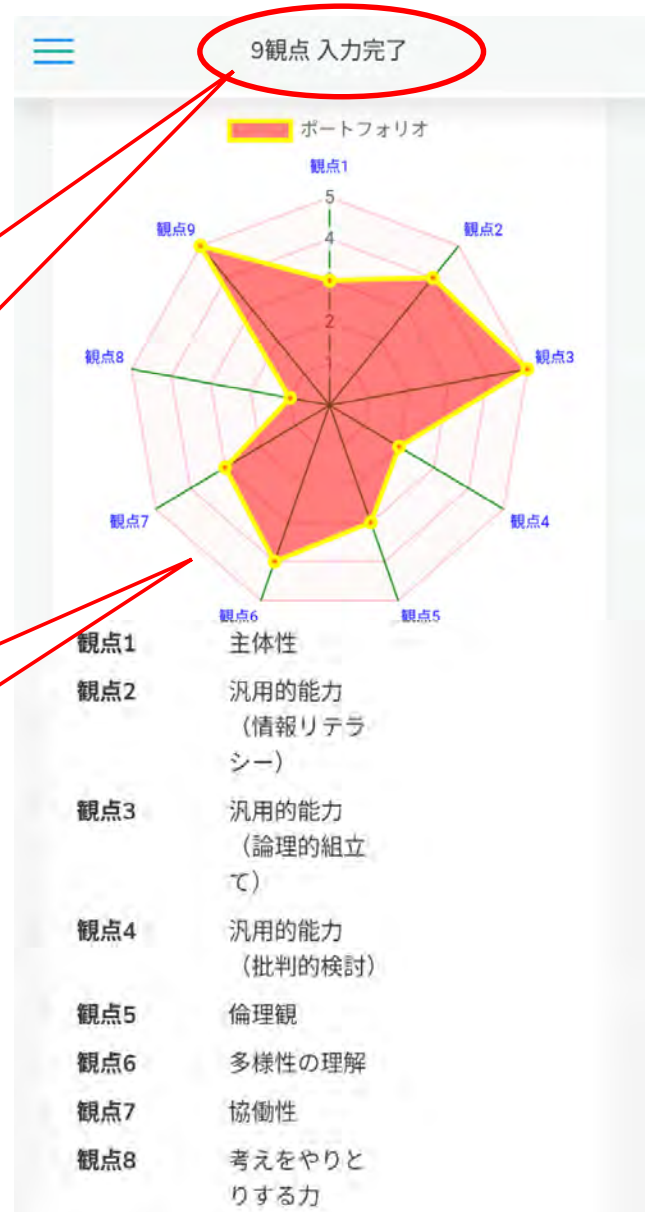 9観点 入力完了
ポートフォリオ
観点1
5
観点9
観点2
4
3
2
観点8
観点3
1
観点7
観点4
観点6
観点5
観点1 主体性
観点2 汎用的能力
（情報リテラ
シー）
観点3 汎用的能力
（論理的組立
て）
観点4 汎用的能力
（批判的検討）
観点5 倫理観
観点6 多様性の理解
観点7 協働性
観点8 考えをやりと
りする力